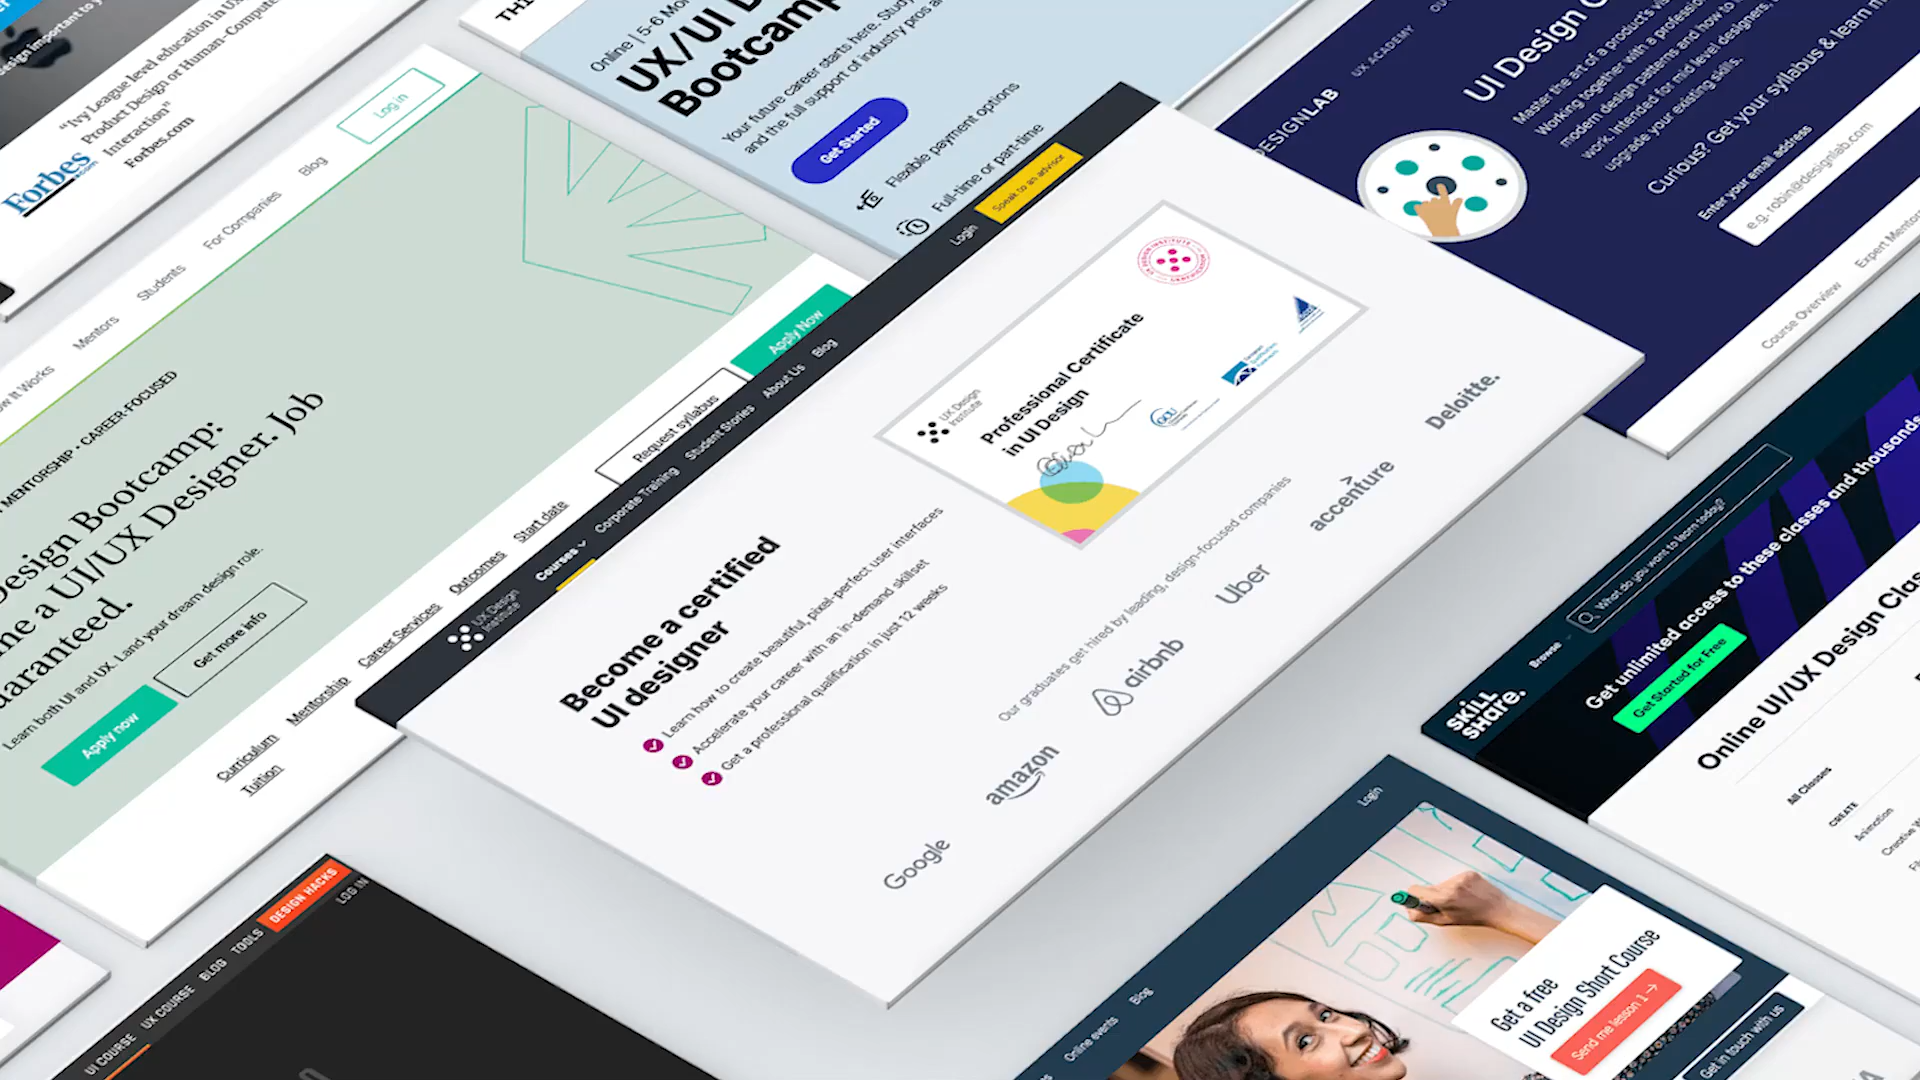 "Ivy League level education in UX,
Product Design or Human-Computer
Interaction"
Forbes.com
Forbes
Log in
Blog
For Companies
Students
Mentors
How It Works
MENTORSHIP • CAREER-FOCUSED
Design Bootcamp:
me a UI/UX Designer. Job
uaranteed.
Learn both UI and UX. Land your dream design role.
Apply now
Get more info
Apply Now
Request syllabus
Start date
Outcomes
Career Services
Mentorship
Curriculum
Tuition
Online | 5-6 Mo
UX/UI D
Bootcamp
Your future career starts here. Study
and the full support of industry pros a
Get Started
Flexible payment options
Full-time or part-time
UX Design
Institute
Courses
Corporate Training
Student Stories
About Us
Blog
Login
Speak to an advisor
Become a certified
UI designer
Learn how to create beautiful, pixel-perfect user interfaces
Accelerate your career with an in-demand skillset
Get a professional qualification in just 12 weeks
UX Design
Institute
Professional Certificate
in UI Design
Our graduates get hired by leading, design-focused companies
Google
amazon
airbnb
Uber
accenture
Deloitte.
DESIGNLAB
UX ACADEMY
UI Design
Master the art of a product's vis
Working together with a profession
modern design patterns and how to
work. Intended for mid level designers,
upgrade your existing skills.
Curious? Get your syllabus & learn m
Enter your email address
e.g. robin@designlab.com
Course Overview
Expert Mentors
SKILL
SHARE.
Browse
What do you want to learn today?
Get unlimited access to these classes and thousands
Get Started for Free
Online UI/UX Design Clas
All Classes
CREATE
Animation
Creative W
Login
Blog
Online events
Get a free
UI Design Short Course
Send me lesson 1 →
Get in touch with us
DESIGN HACKS
LOG IN
TOOLS
BLOG
UX COURSE
UI COURSE